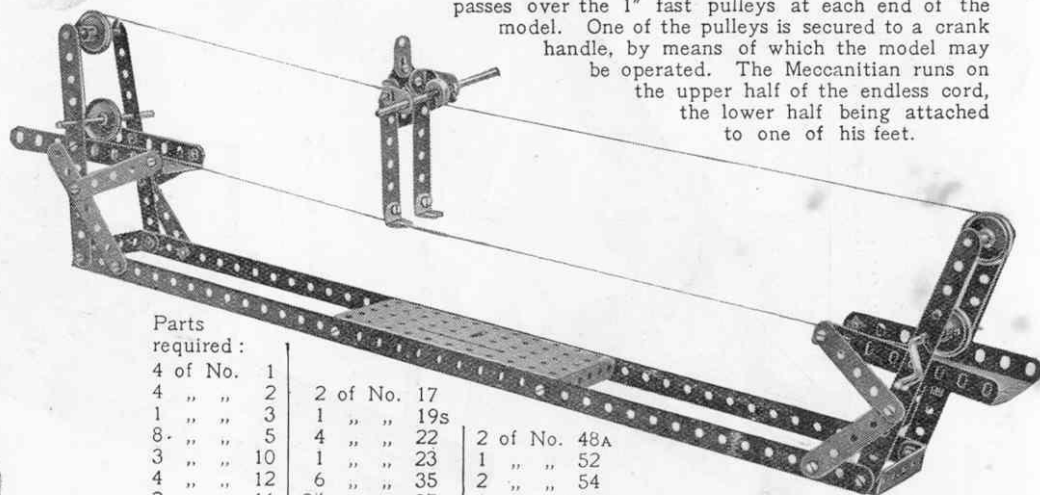 passes over the 1" fast pulleys at each end of the
model. One of the pulleys is secured to a crank
handle, by means of which the model may
be operated. The Meccanitian runs on
the upper half of the endless cord,
the lower half being attached
to one of his feet.
Parts
required :
4 of No. 1
4 ,, ,, 2
1 ,, ,, 3
8 ,, ,, 5
3 ,, ,, 10
4 ,, ,, 12
2 of No. 17
1 ,, ,, 19s
4 ,, ,, 22
1 ,, ,, 23
6 ,, ,, 35
2 of No. 48A
1 ,, ,, 52
2 ,, ,, 54